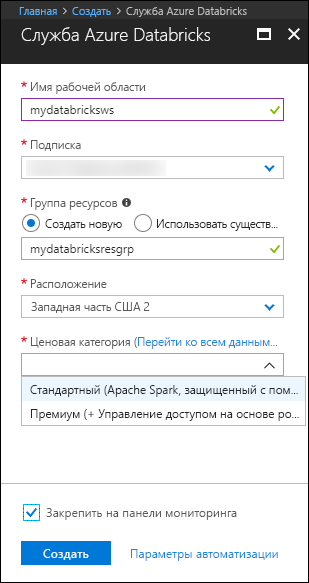 Главная > Создать > Служба Azure Databricks
Служба Azure Databricks
* Имя рабочей области
mydatabricksws
* Подписка
* Группа ресурсов
Создать новую Использовать существ...
mydatabricksresgrp
* Расположение
Западная часть США 2
* Ценовая категория (Перейти ко всем данным...
Стандартный (Apache Spark, защищенный с пом...
Премиум (+ Управление доступом на основе ро...
Закрепить на панели мониторинга
Создать Параметры автоматизации